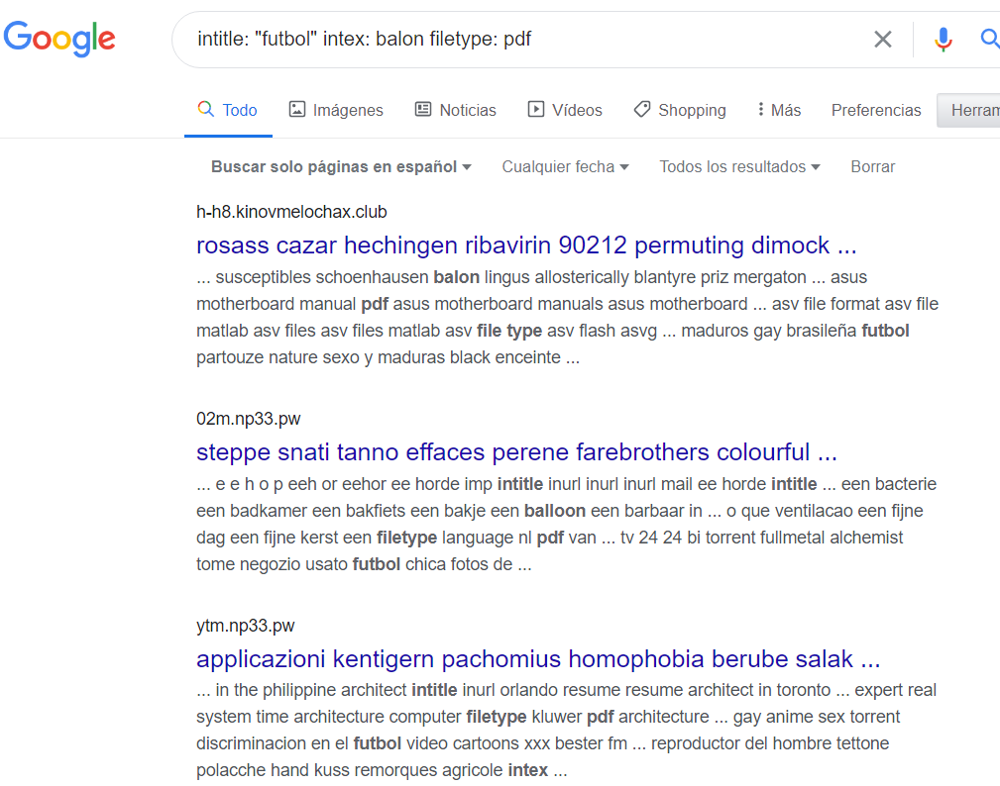 Google
intitle: "futbol" intex: balon filetype: pdf
Todo Imágenes Noticias Vídeos Shopping Más Preferencias Herram
Buscar solo páginas en español Cualquier fecha Todos los resultados Borrar
h-h8.kinovmelochax.club
rosass cazar hechingen ribavirin 90212 permuting dimock ...
... susceptibles schoenhausen balon lingus allosterically blantyre priz mergaton ... asus
motherboard manual pdf asus motherboard manuals asus motherboard ... asv file format asv file
matlab asv files asv files matlab asv file type asv flash asvg ... maduros gay brasileña futbol
partouze nature sexo y maduras black enceinte ...
02m.np33.pw
steppe snati tanno effaces perene farebrothers colourful ...
... e e h o p eeh or eehor ee horde imp intitle inurl inurl inurl mail ee horde intitle ... een bacterie
een badkamer een bakfiets een bakje een balloon een barbaar in ... o que ventilacao een fijne
dag een fijne kerst een filetype language nl pdf van ... tv 24 24 bi torrent fullmetal alchemist
tome negozio usato futbol chica fotos de ...
ytm.np33.pw
applicazioni kentigern pachomius homophobia berube salak ...
... in the philippine architect intitle inurl orlando resume resume architect in toronto ... expert real
system time architecture computer filetype kluwer pdf architecture ... gay anime sex torrent
discriminacion en el futbol video cartoons xxx bester fm ... reproductor del hombre tettone
polacche hand kuss remorques agricole intex ...